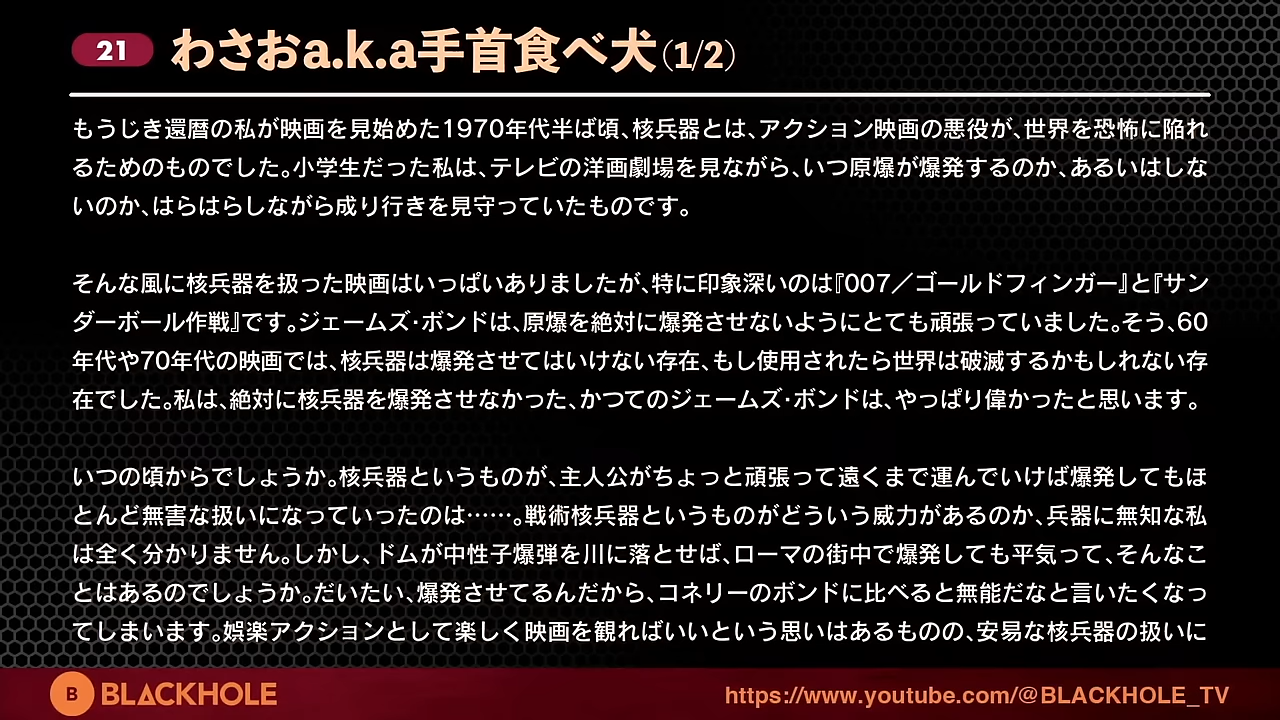 21 わさおa.k.a手首食べ犬(1/2)
もうじき還暦の私が映画を見始めた1970年代半ば頃、核兵器とは、アクション映画の悪役が、世界を恐怖に陥れ
るためのものでした。小学生だった私は、テレビの洋画劇場を見ながら、いつ原爆が爆発するのか、あるいはしな
いのか、はらはらしながら成り行きを見守っていたものです。
そんな風に核兵器を扱った映画はいっぱいありましたが、特に印象深いのは『007／ゴールドフィンガー』と『サン
ダーボール作戦』です。ジェームズ・ボンドは、原爆を絶対に爆発させないようにとても頑張っていました。そう、60
年代や70年代の映画では、核兵器は爆発させてはいけない存在、もし使用されたら世界は破滅するかもしれない存
在でした。私は、絶対に核兵器を爆発させなかった、かつてのジェームズ・ボンドは、やっぱり偉かったと思います。
いつの頃からでしょうか。核兵器というものが、主人公がちょっと頑張って遠くまで運んでいけば爆発してもほ
とんど無害な扱いになっていったのは……。戦術核兵器というものがどういう威力があるのか、兵器に無知な私
は全く分かりません。しかし、ドムが中性子爆弾を川に落とせば、ローマの街中で爆発しても平気って、そんなこ
とはあるのでしょうか。だいたい、爆発させてるんだから、コネリーのボンドに比べると無能だなと言いたくなっ
てしまいます。娯楽アクションとして楽しく映画を観ればいいという思いはあるものの、安易な核兵器の扱いに
B BLACKHOLE
https://www.youtube.com/@BLACKHOLE_TV